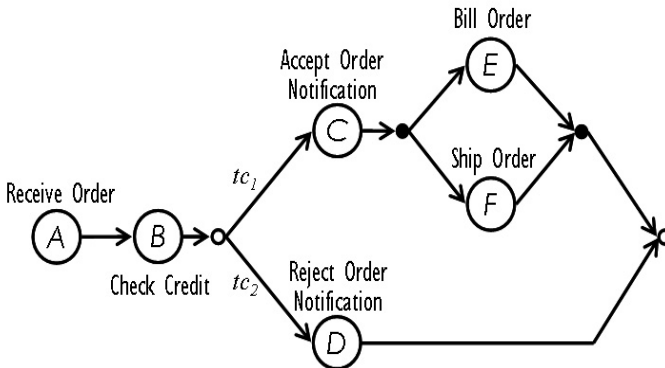 Bill Order
E
Accept Order
Notification
C
Ship Order
F
tc1
Receive Order
A
B
Check Credit
tc2
Reject Order
Notification
D